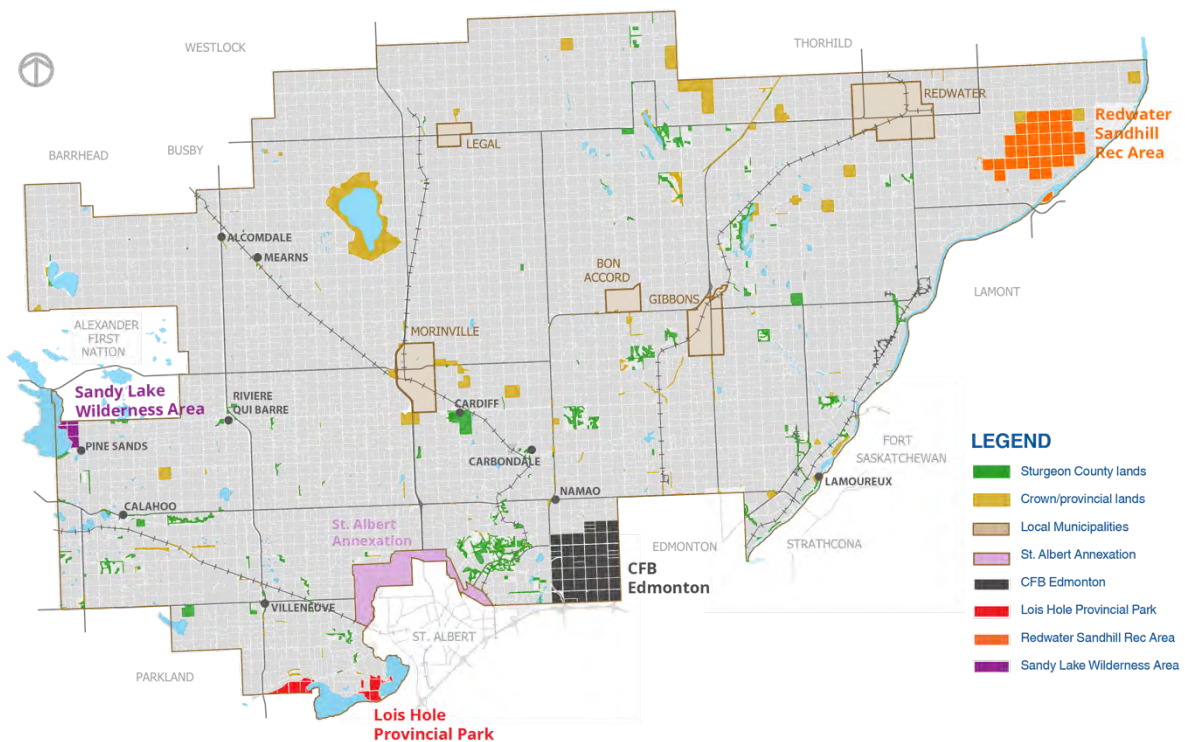 WESTLOCK
THORHILD
REDWATER
Redwater
Sandhill
Rec Area
LEGAL
BARRHEAD
BUSBY
ALCOMDALE
MEARNS
BON
ACCORD
GIBBONS
LAMONT
ALEXANDER
FIRST
NATION
MORINVILLE
Sandy Lake
Wilderness Area
RIVIERE
QUI BARRE
CARDIFF
PINE SANDS
CARBONDALE
FORT
SASKATCHEWAN
LAMOUREUX
NAMAO
CALAHOO
St. Albert
Annexation
EDMONTON
STRATHCONA
CFB
Edmonton
VILLENEUVE
ST. ALBERT
PARKLAND
Lois Hole
Provincial Park
LEGEND
Sturgeon County lands
Crown/provincial lands
Local Municipalities
St. Albert Annexation
CFB Edmonton
Lois Hole Provincial Park
Redwater Sandhill Rec Area
Sandy Lake Wilderness Area